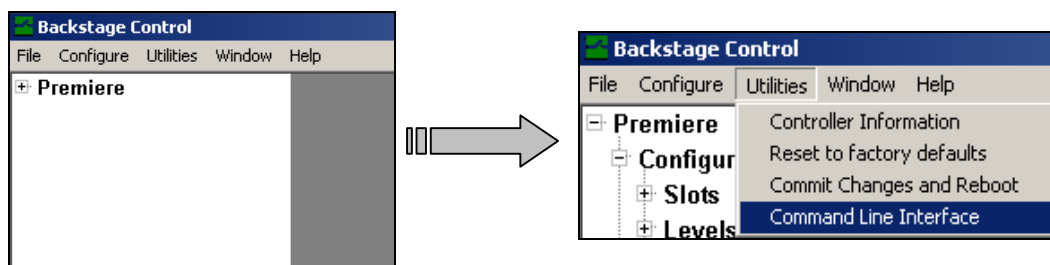 Backstage Control
File Configure Utilities Window Help
Premiere
Backstage Control
File Configure Utilities Window Help
Premiere
Configur
Slots
Levels
Controller Information
Reset to factory defaults
Commit Changes and Reboot
Command Line Interface